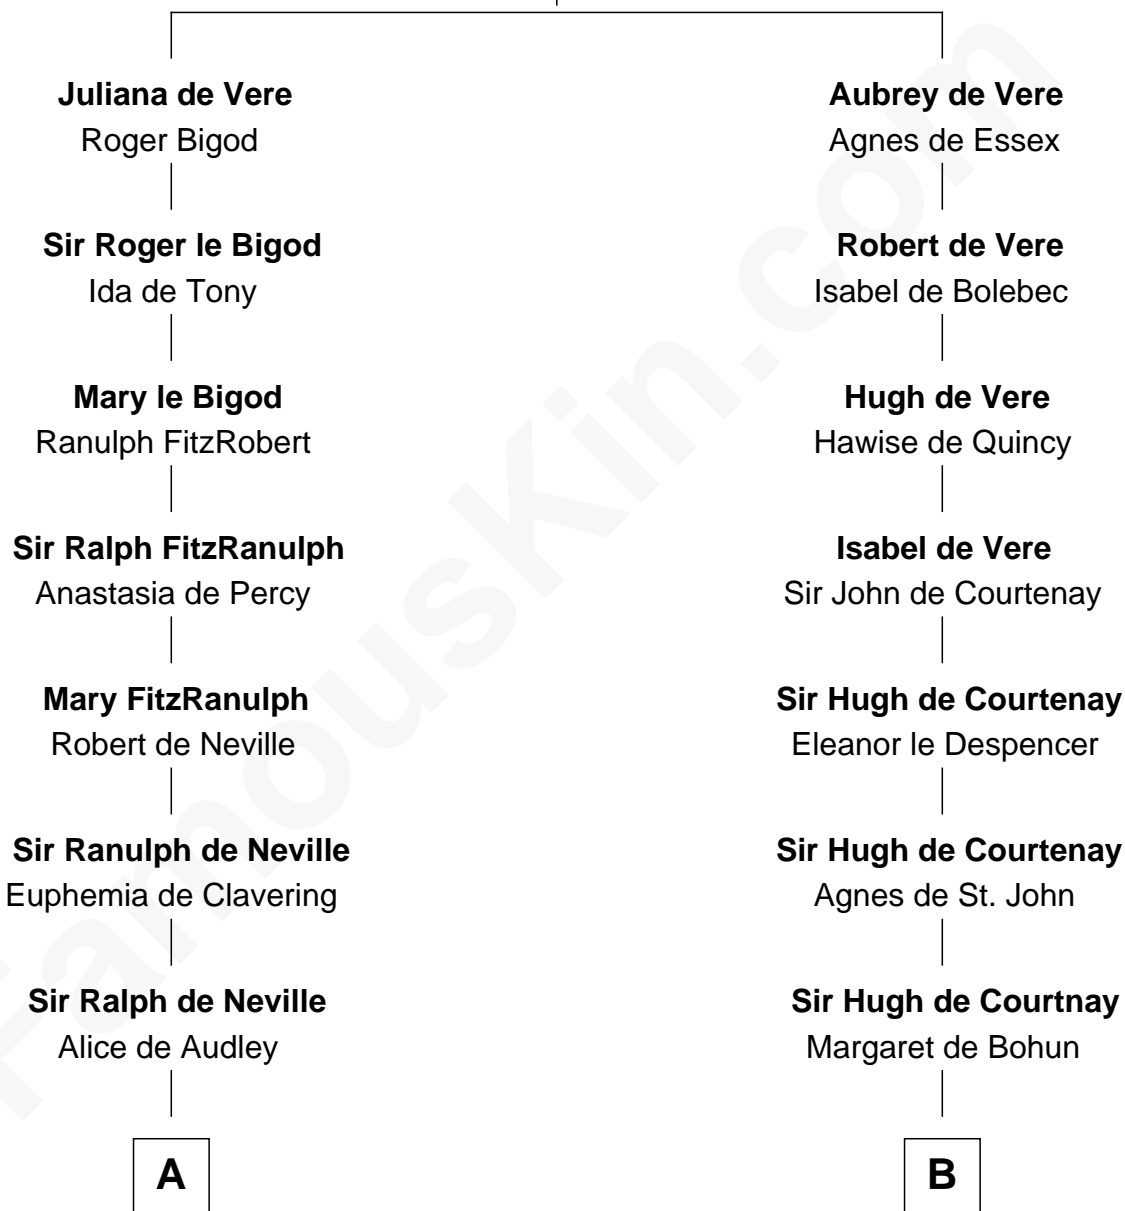 Juliana de Vere
Roger Bigod
Aubrey de Vere
Agnes de Essex
Sir Roger le Bigod
Ida de Tony
Robert de Vere
Isabel de Bolebec
Mary le Bigod
Ranulph FitzRobert
Hugh de Vere
Hawise de Quincy
Sir Ralph FitzRanulph
Anastasia de Percy
Isabel de Vere
Sir John de Courtenay
Mary FitzRanulph
Robert de Neville
Sir Hugh de Courtenay
Eleanor le Despencer
Sir Ranulph de Neville
Euphemia de Clavering
Sir Hugh de Courtenay
Agnes de St. John
Sir Ralph de Neville
Alice de Audley
Sir Hugh de Courtnay
Margaret de Bohun
A
B
FamousKin.com